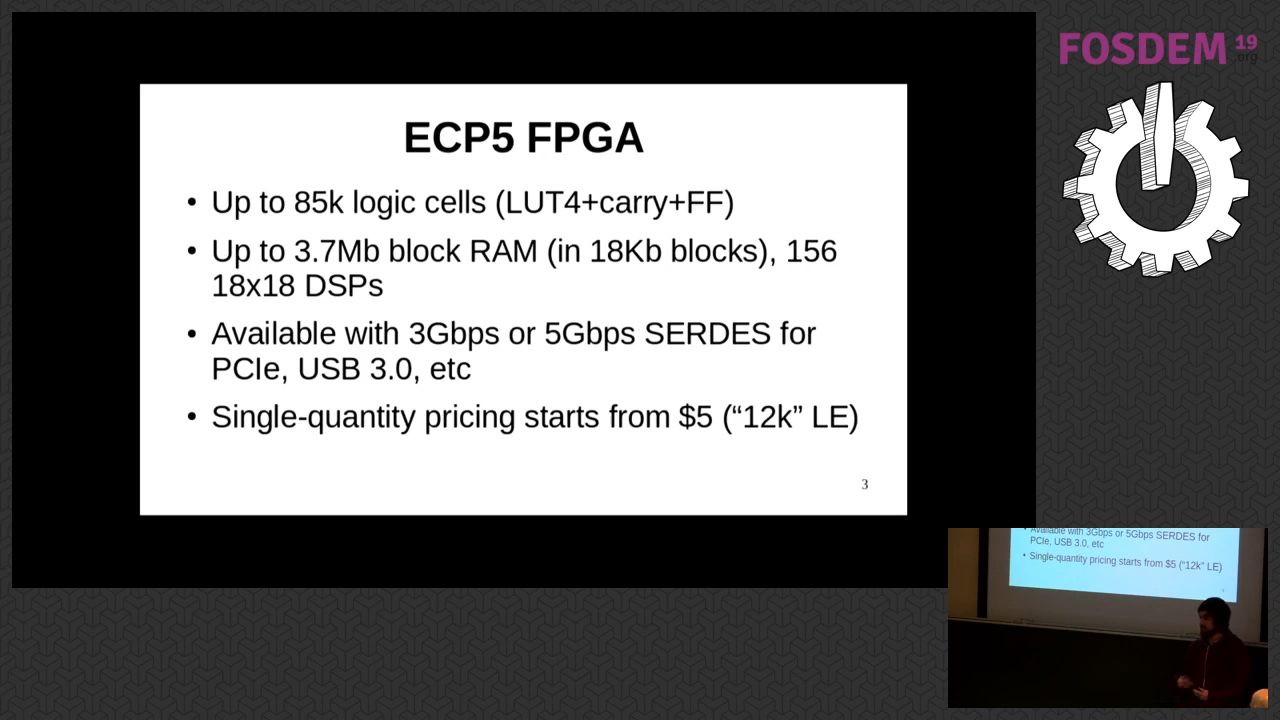 FOSDEM 19
.org
ECP5 FPGA
• Up to 85k logic cells (LUT4+carry+FF)
• Up to 3.7Mb block RAM (in 18Kb blocks), 156
18x18 DSPs
• Available with 3Gbps or 5Gbps SERDES for
PCIe, USB 3.0, etc
• Single-quantity pricing starts from $5 (“12k” LE)
3
• Available with 3Gbps or 5Gbps SERDES for
PCIe, USB 3.0, etc
• Single-quantity pricing starts from $5 (“12k” LE)